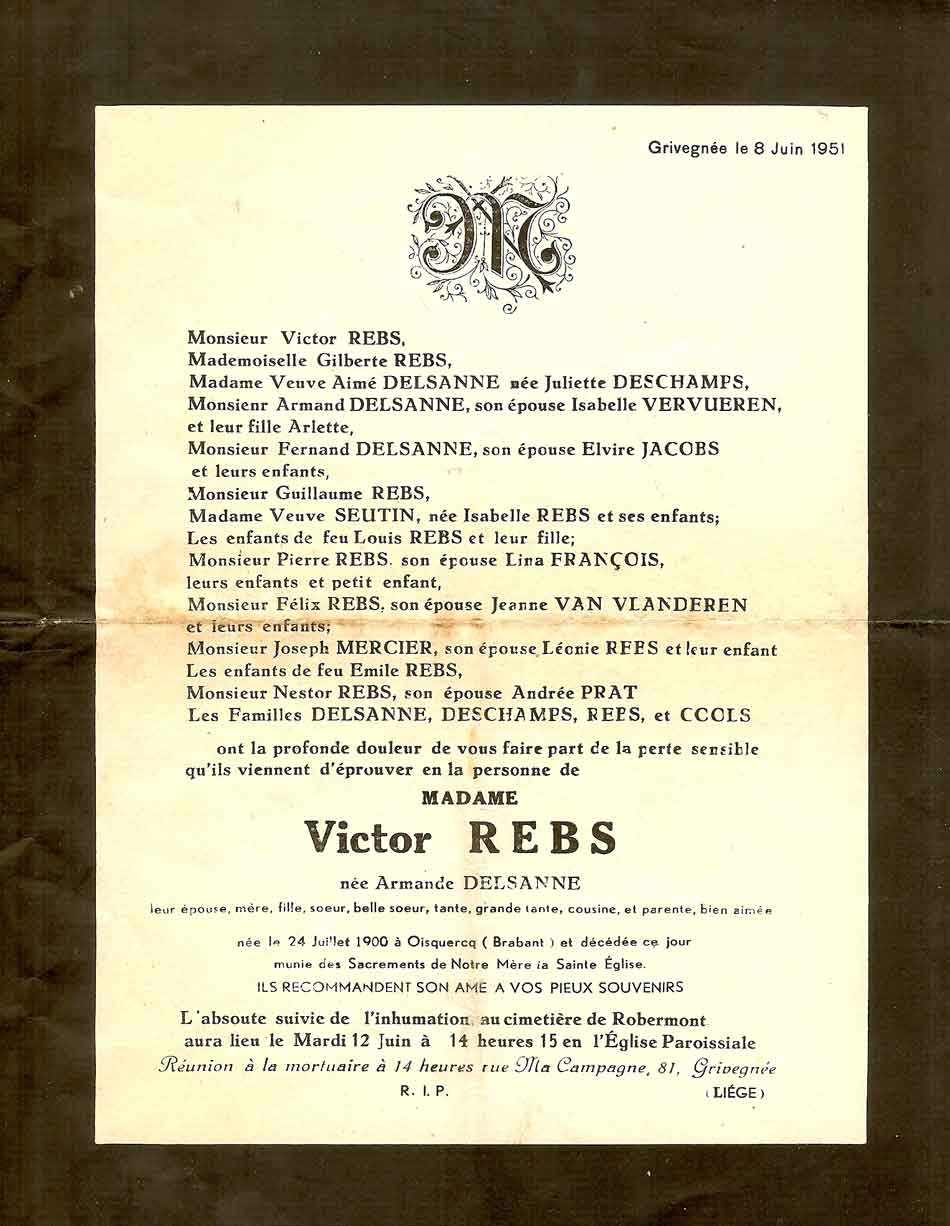 Grivegnée le 8 Juin 1951
M
Monsieur Victor REBS,
Mademoiselle Gilberte REBS,
Madame Veuve Aimé DELSANNE née Juliette DESCHAMPS,
Monsienr Armand DELSANNE, son épouse Isabelle VERVUEREN,
et leur fille Arlette,
Monsieur Fernand DELSANNE, son épouse Elvire JACOBS
et leurs enfants,
Monsieur Guillaume REBS,
Madame Veuve SEUTIN, née Isabelle REBS et ses enfants;
Les enfants de feu Louis REBS et leur fille;
Monsieur Pierre REBS. son épouse Lina FRANÇOIS,
leurs enfants et petit enfant,
Monsieur Félix REBS, son épouse Jeanne VAN VLANDEREN
et leurs enfants;
Monsieur Joseph MERCIER, son épouse Léonie REBS et leur enfant
Les enfants de feu Emile REBS,
Monsieur Nestor REBS, son épouse Andrée PRAT
Les Familles DELSANNE, DESCHAMPS, REBS, et COOLS
ont la profonde douleur de vous faire part de la perte sensible
qu'ils viennent d'éprouver en la personne de
MADAME
Victor REBS
née Armande DELSANNE
leur épouse, mère, fille, soeur, belle soeur, tante, grande tante, cousine, et parente, bien aimée
née le 24 Juillet 1900 à Oisquercq ( Brabant ) et décédée ce jour
munie des Sacrements de Notre Mère la Sainte Église.
ILS RECOMMANDENT SON AME A VOS PIEUX SOUVENIRS
L'absoute suivie de l'inhumation au cimetière de Robermont
aura lieu le Mardi 12 Juin à 14 heures 15 en l'Église Paroissiale
Réunion à la mortuaire à 14 heures rue Ma Campagne, 81, Grivegnée
R. I. P. (LIÉGE)